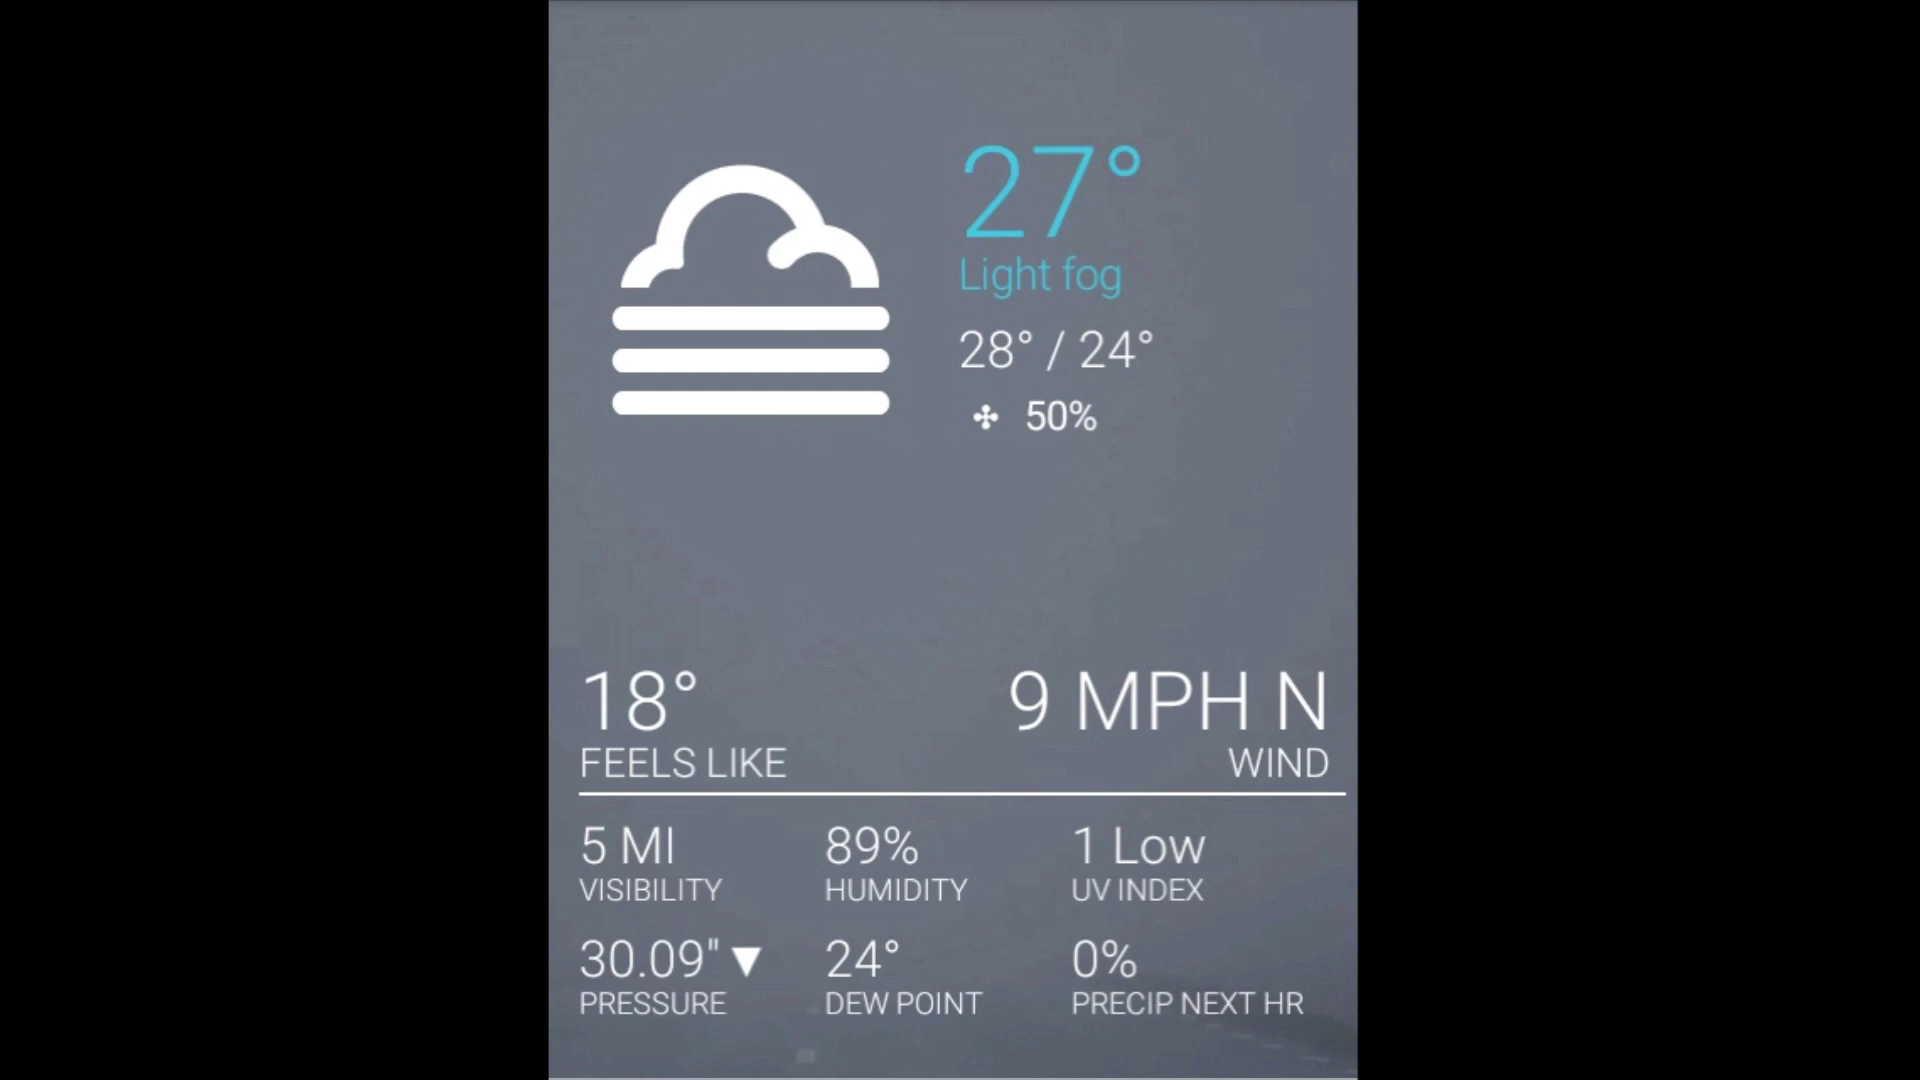 27°
Light fog
28° / 24°
50%
18°
FEELS LIKE
9 MPH N
WIND
5 MI
VISIBILITY
89%
HUMIDITY
1 Low
UV INDEX
30.09" ▼
PRESSURE
24°
DEW POINT
0%
PRECIP NEXT HR